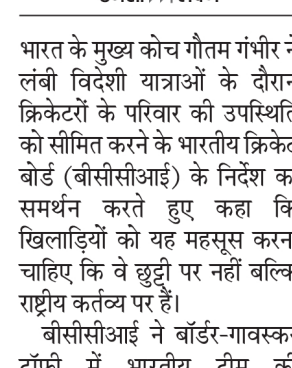 भारत के मुख्य कोच गौतम गंभीर ने
लंबी विदेशी यात्राओं के दौरान
क्रिकेटरों के परिवार की उपस्थिति
को सीमित करने के भारतीय क्रिकेट
बोर्ड (बीसीसीआई) के निर्देश का
समर्थन करते हुए कहा कि
खिलाड़ियों को यह महसूस करना
चाहिए कि वे छुट्टी पर नहीं बल्कि
राष्ट्रीय कर्तव्य पर हैं।
बीसीसीआई ने बॉर्डर-गावस्कर
ट्रॉफी में भारतीय टीम की